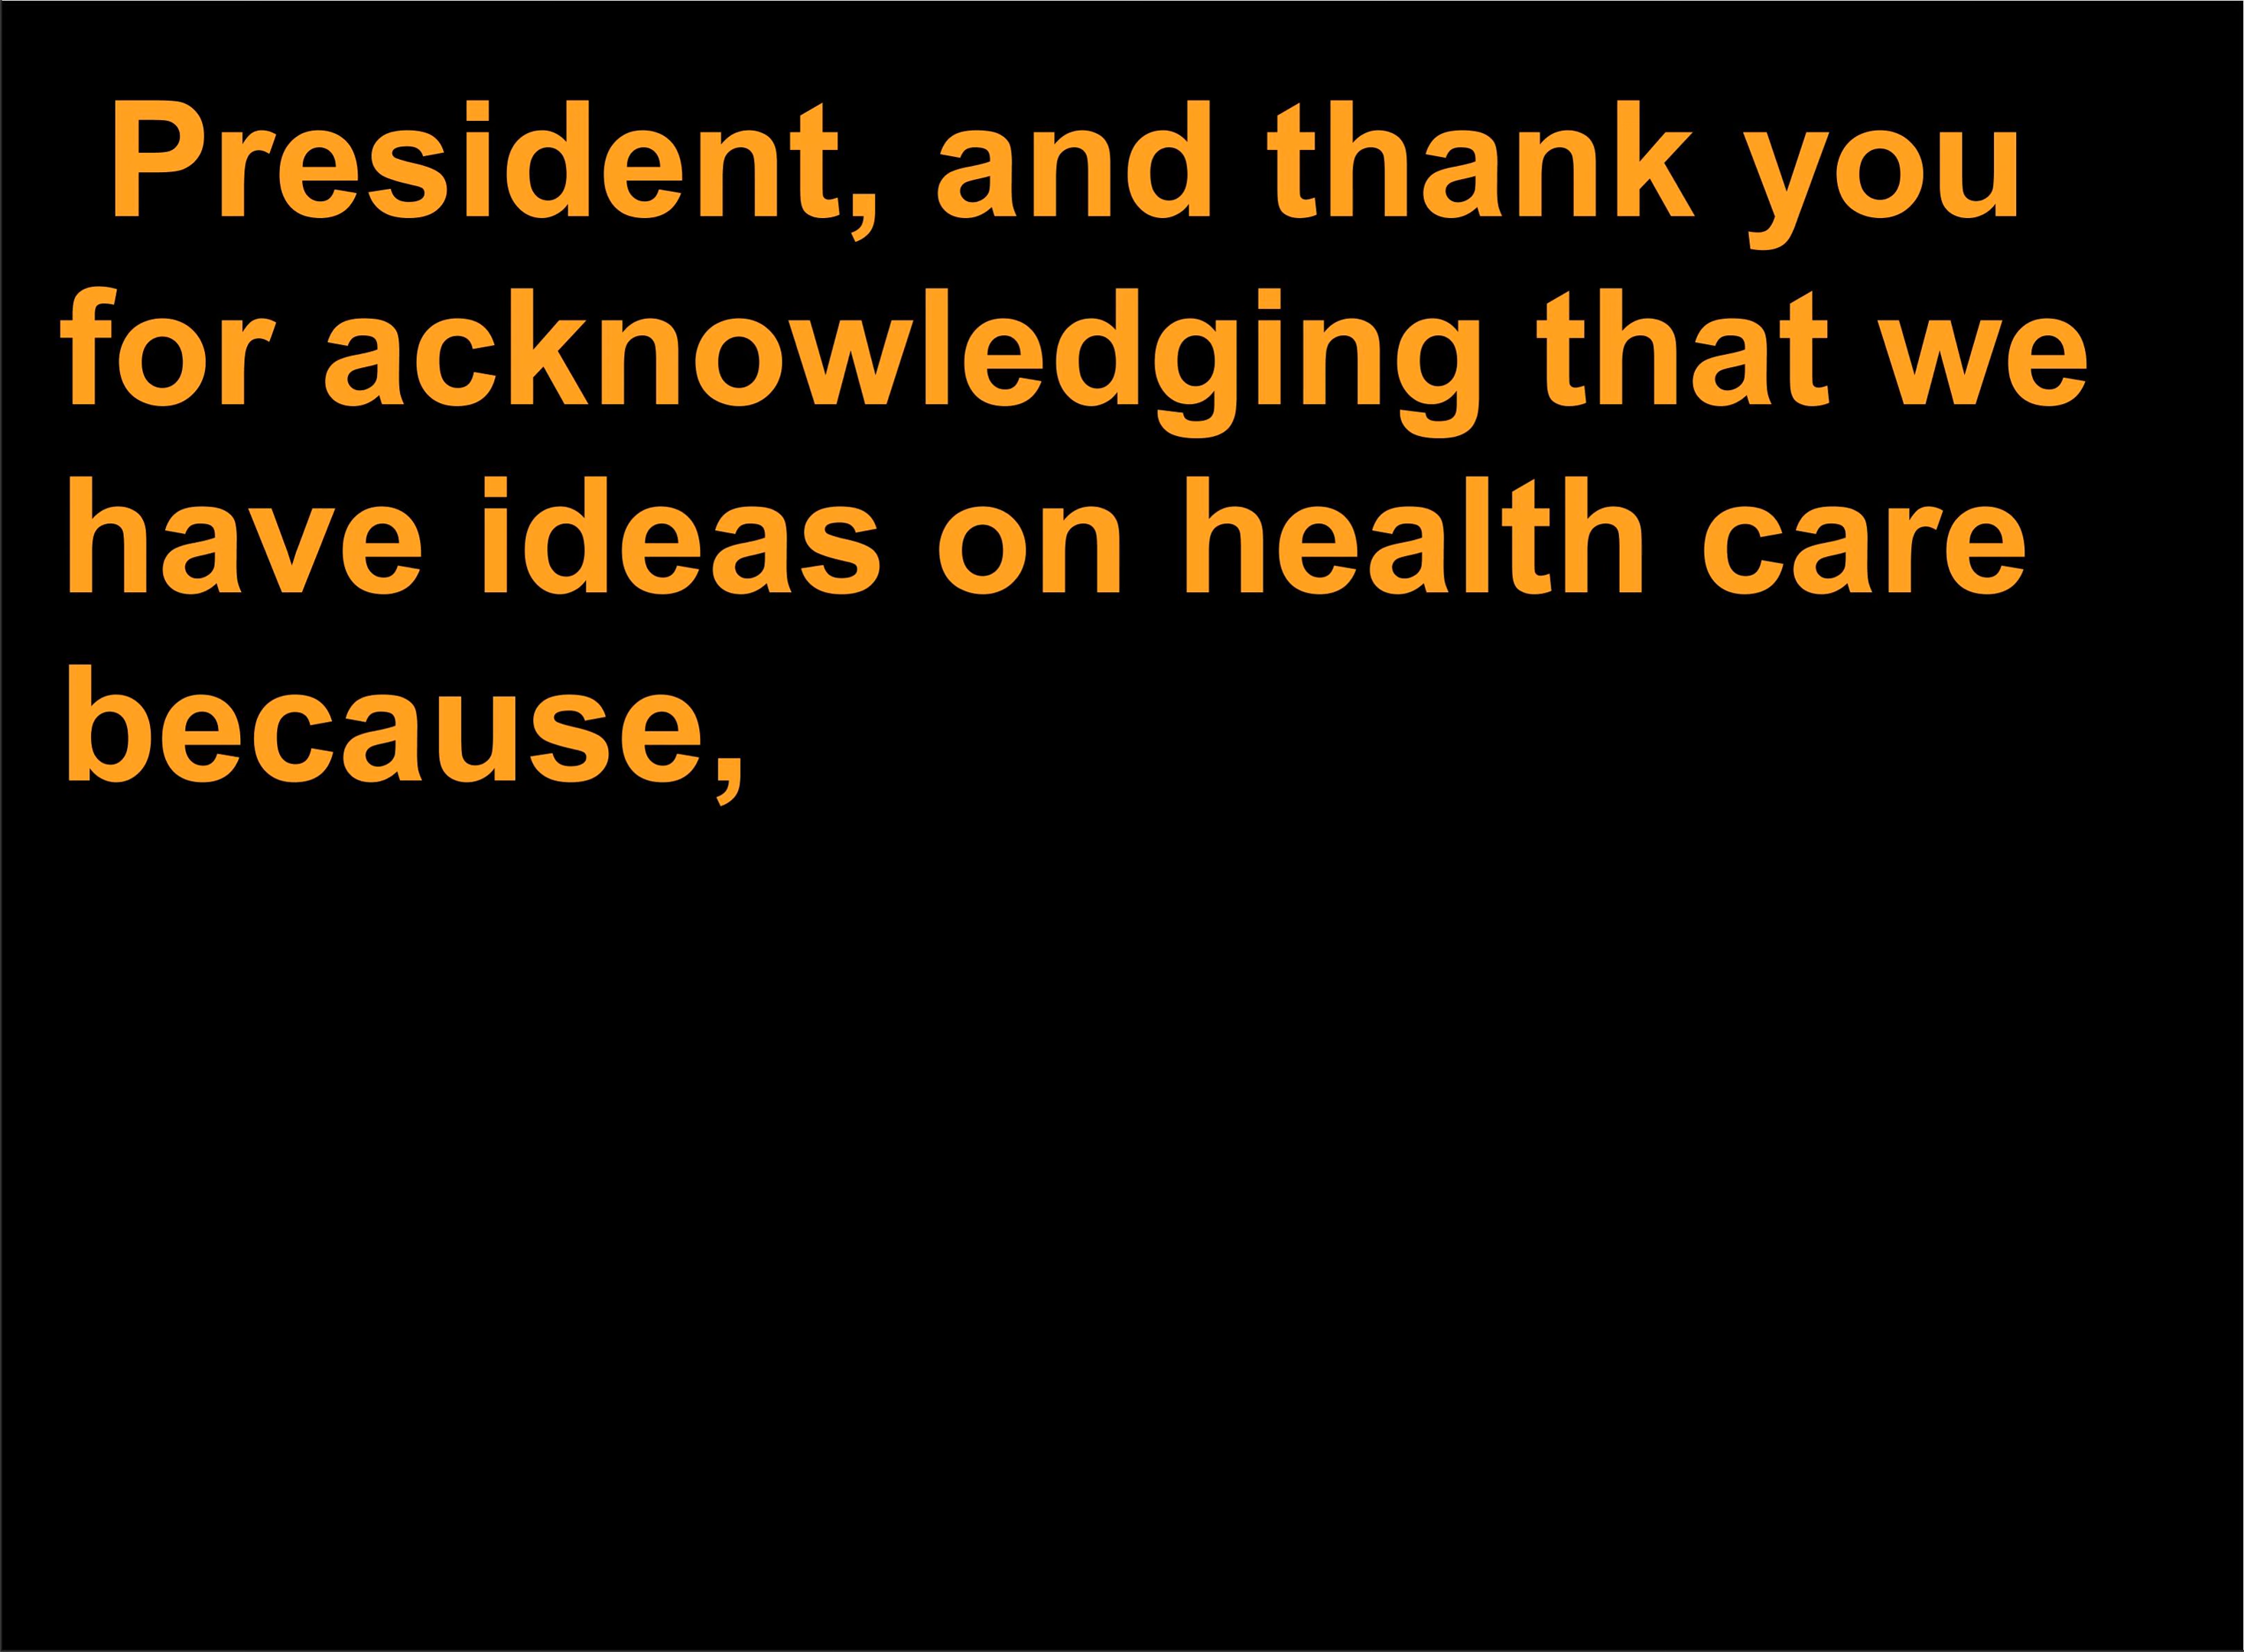 President, and thank you
for acknowledging that we
have ideas on health care
because,